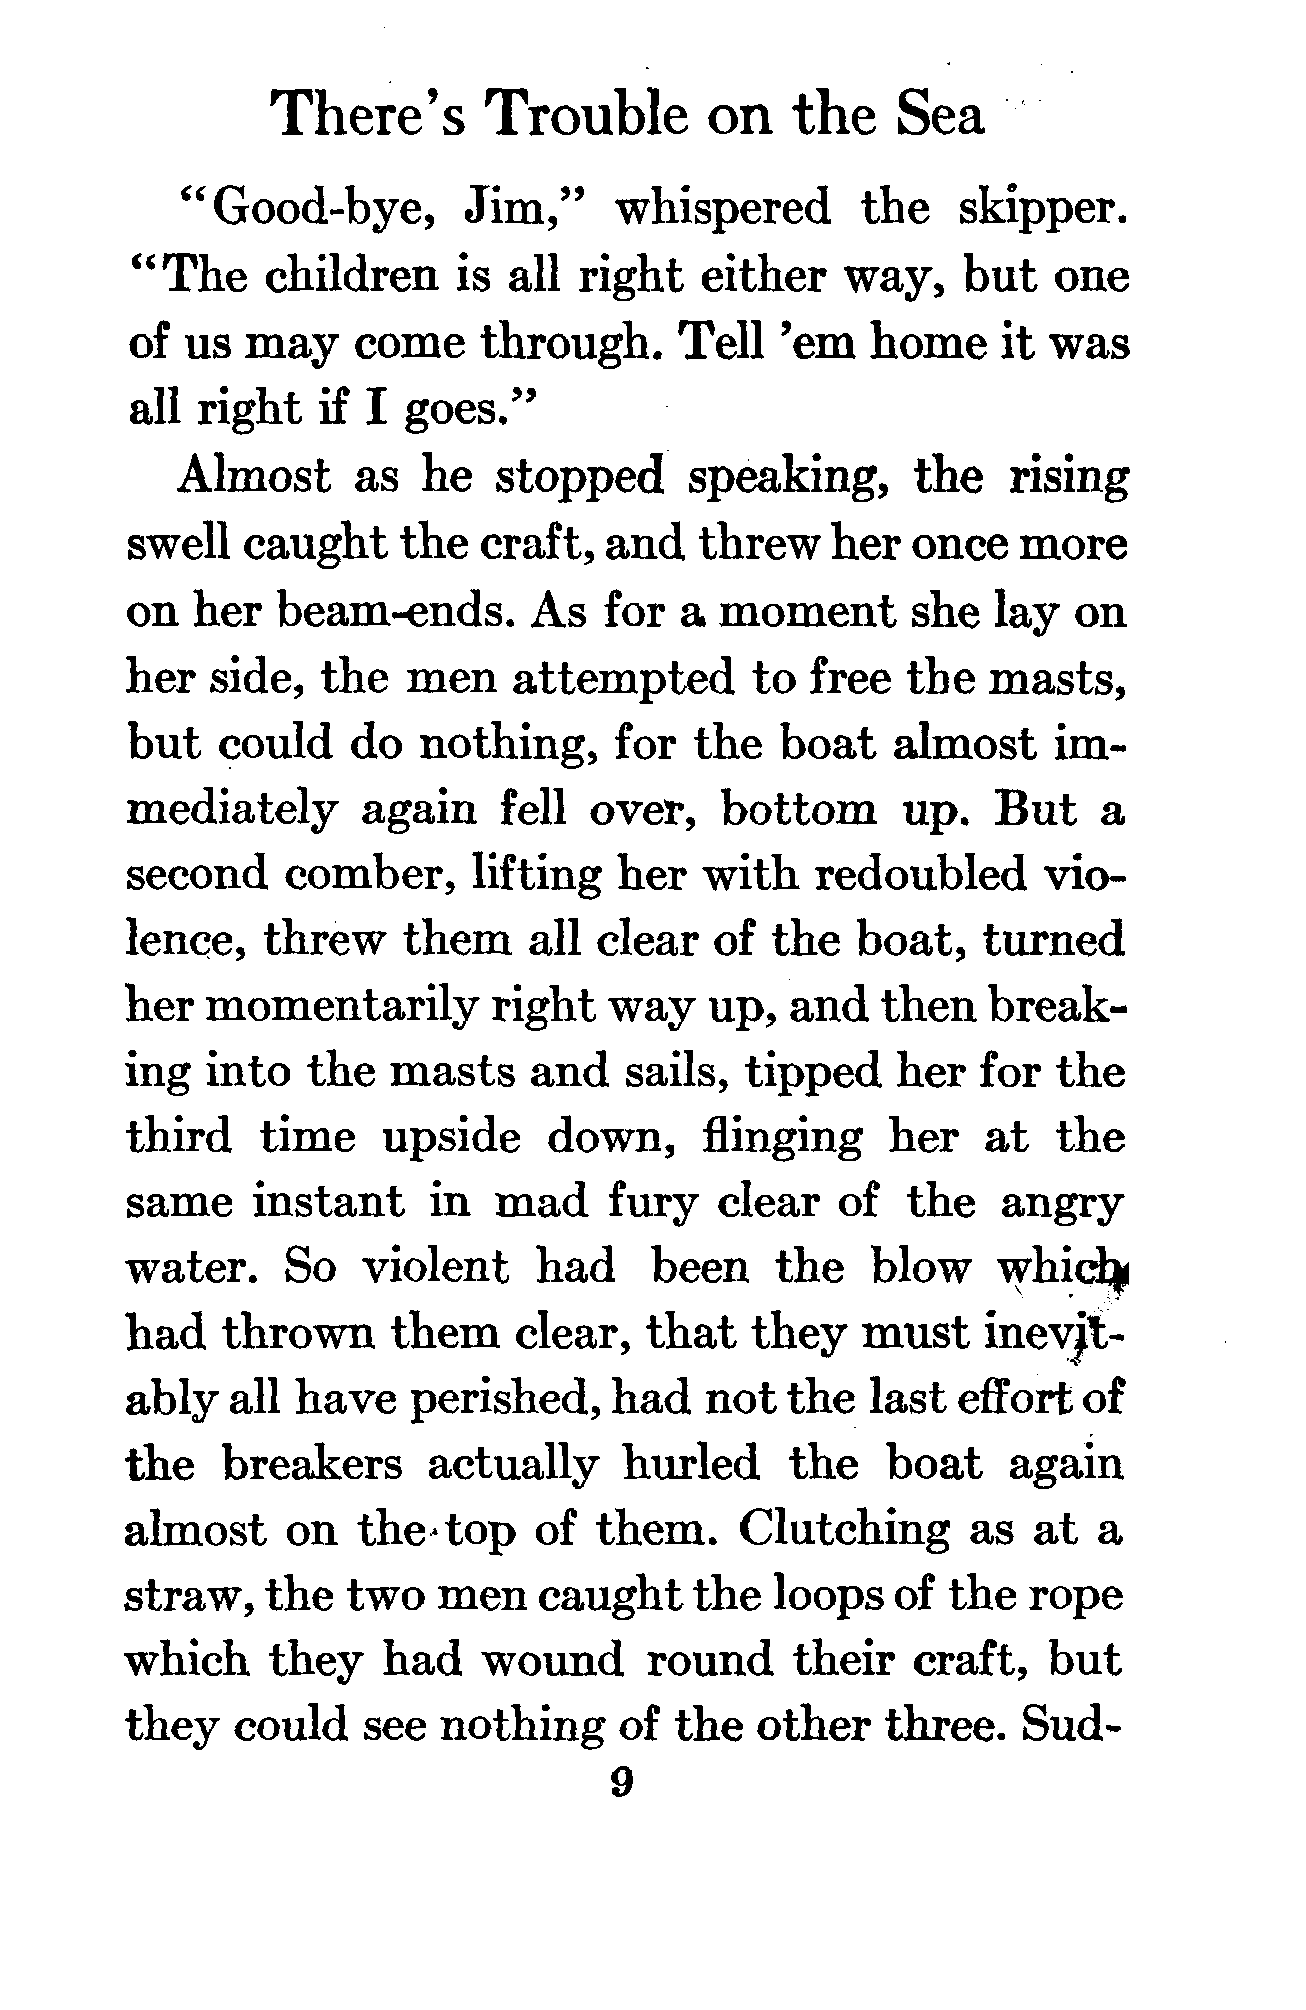 There's Trouble on the Sea
“Good-bye, Jim,” whispered the skipper.
“The children is all right either way, but one
of us may come through. Tell ’em home it was
all right if I goes.”
Almost as he stopped speaking, the rising
swell caught the craft, and threw her once more
on her beam-ends. As for a moment she lay on
her side, the men attempted to free the masts,
but could do nothing, for the boat almost im-
mediately again fell over, bottom up. But a
second comber, lifting her with redoubled vio-
lence, threw them all clear of the boat, turned
her momentarily right way up, and then break-
ing into the masts and sails, tipped her for the
third time upside down, flinging her at the
same instant in mad fury clear of the angry
water. So violent had been the blow which
had thrown them clear, that they must inevit-
ably all have perished, had not the last effort of
the breakers actually hurled the boat again
almost on the top of them. Clutching as at a
straw, the two men caught the loops of the rope
which they had wound round their craft, but
they could see nothing of the other three. Sud-
9